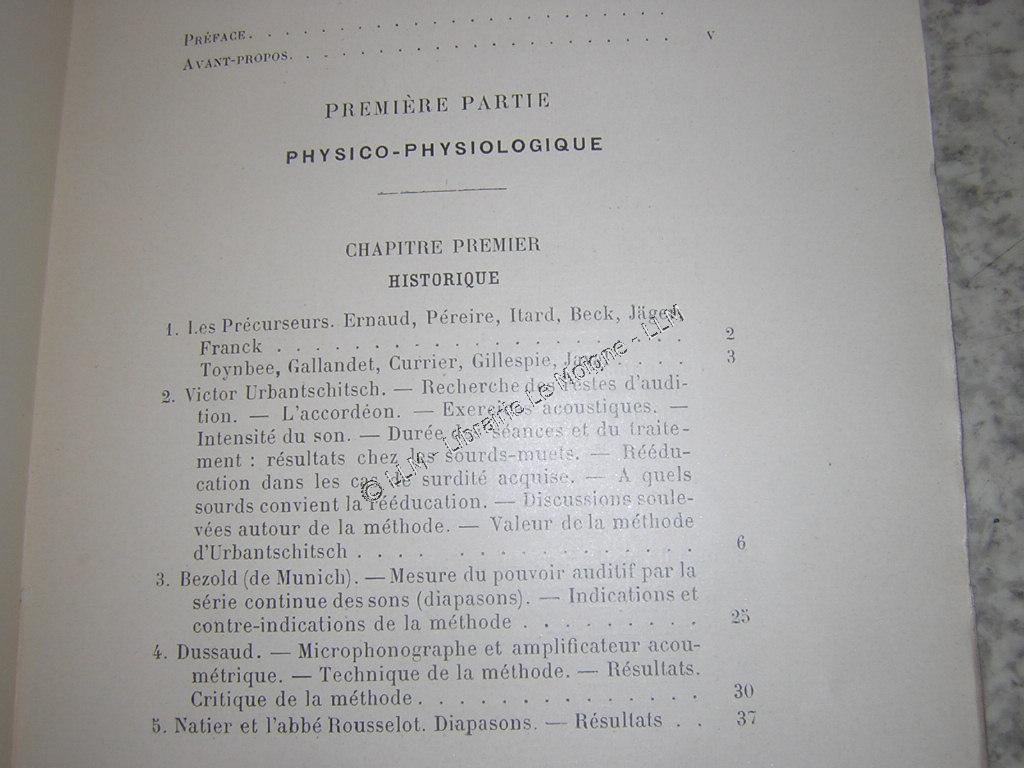 PRÉFACE. . . . . . . . . . . . . . . . . .
AVANT-PROPOS. . . . . . . . . . . . . . . . . . V
PREMIÈRE PARTIE
PHYSICO-PHYSIOLOGIQUE
CHAPITRE PREMIER
HISTORIQUE
1. Les Précurseurs. Ernaud, Péreire, Itard, Beck, Jäger,
Franck . . . . . . . . . . . . . . . . . . 2
Toynbee, Gallandet, Currier, Gillespie, . . . . 3
2. Victor Urbantschitsch. — Recherche des restes d'audi-
tion. — L'accordéon. — Exercices acoustiques. —
Intensité du son. — Durée des séances et du traite-
ment : résultats chez les sourds-muets. — Réédu-
cation dans les cas de surdité acquise. — A quels
sourds convient la rééducation. — Discussions soule-
vées autour de la méthode. — Valeur de la méthode
d'Urbantschitsch . . . . . . . . . . . . . . 6
3. Bezold (de Munich). — Mesure du pouvoir auditif par la
série continue des sons (diapasons). — Indications et
contre-indications de la méthode . . . . . . . . . 25
4. Dussaud. — Microphonographe et amplificateur acou-
métrique. — Technique de la méthode. — Résultats.
Critique de la méthode . . . . . . . . . . . . . 30
5. Natier et l'abbé Rousselot. Diapasons. — Résultats . . 37
© LLM - Librairie Le Moigne - LLM